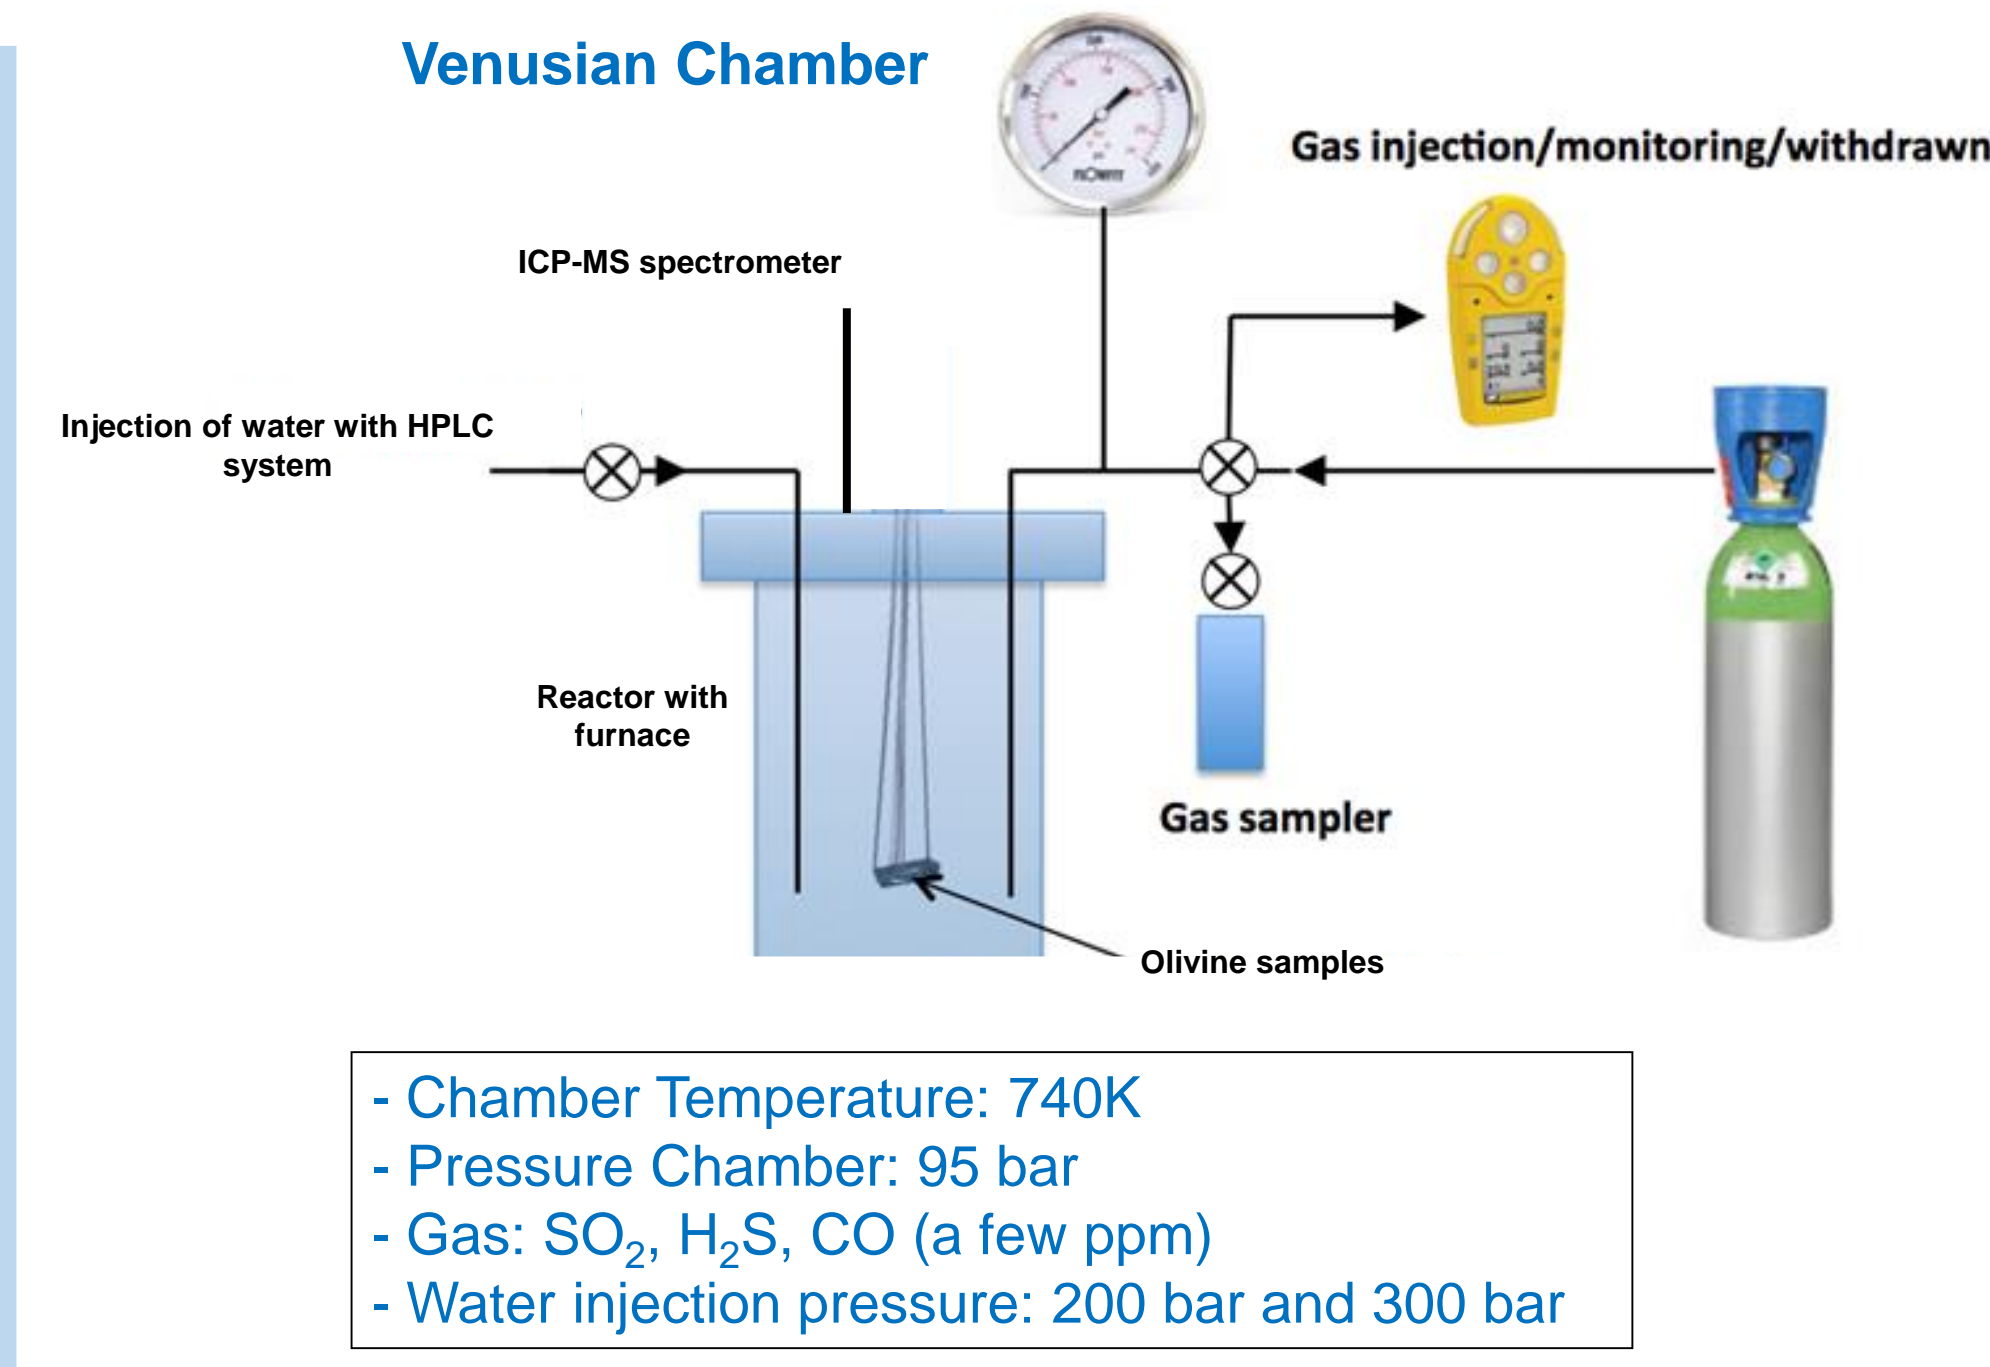 Venusian Chamber
Gas injection/monitoring/withdrawn
ICP-MS spectrometer
Injection of water with HPLC
system
Reactor with
furnace
Gas sampler
Olivine samples
- Chamber Temperature: 740K
- Pressure Chamber: 95 bar
- Gas: SO₂, H₂S, CO (a few ppm)
- Water injection pressure: 200 bar and 300 bar